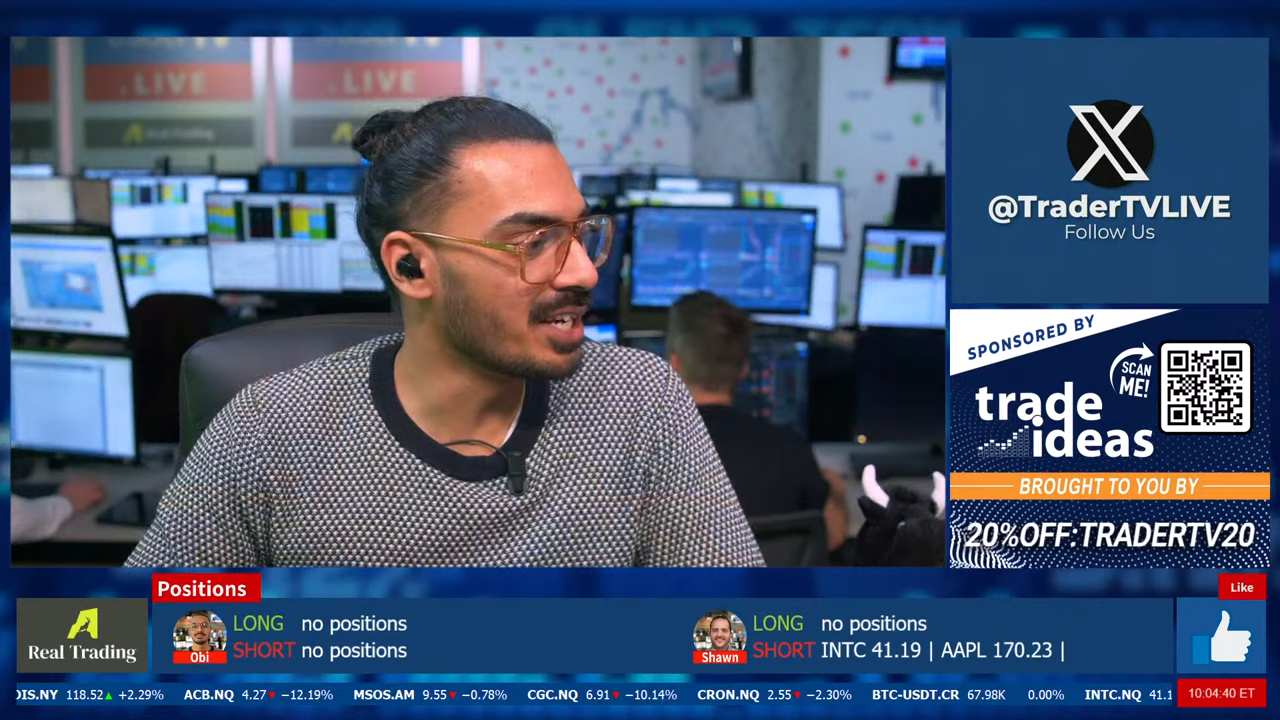 .LIVE
.LIVE
Real Trading
@TraderTVLIVE
Follow Us
SPONSORED BY
SCAN
ME!
trade
ideas
BROUGHT TO YOU BY
20%OFF:TRADERTV20
Positions
Like
Real Trading
Obi
LONG no positions
SHORT no positions
Shawn
LONG no positions
SHORT INTC 41.19 | AAPL 170.23 |
DIS.NY 118.52▲ +2.29% ACB.NQ 4.27▼ −12.19% MSOS.AM 9.55▼ −0.78% CGC.NQ 6.91▼ −10.14% CRON.NQ 2.55▼ −2.30% BTC-USDT.CR 67.98K 0.00% INTC.NQ 41.1
10:04:40 ET